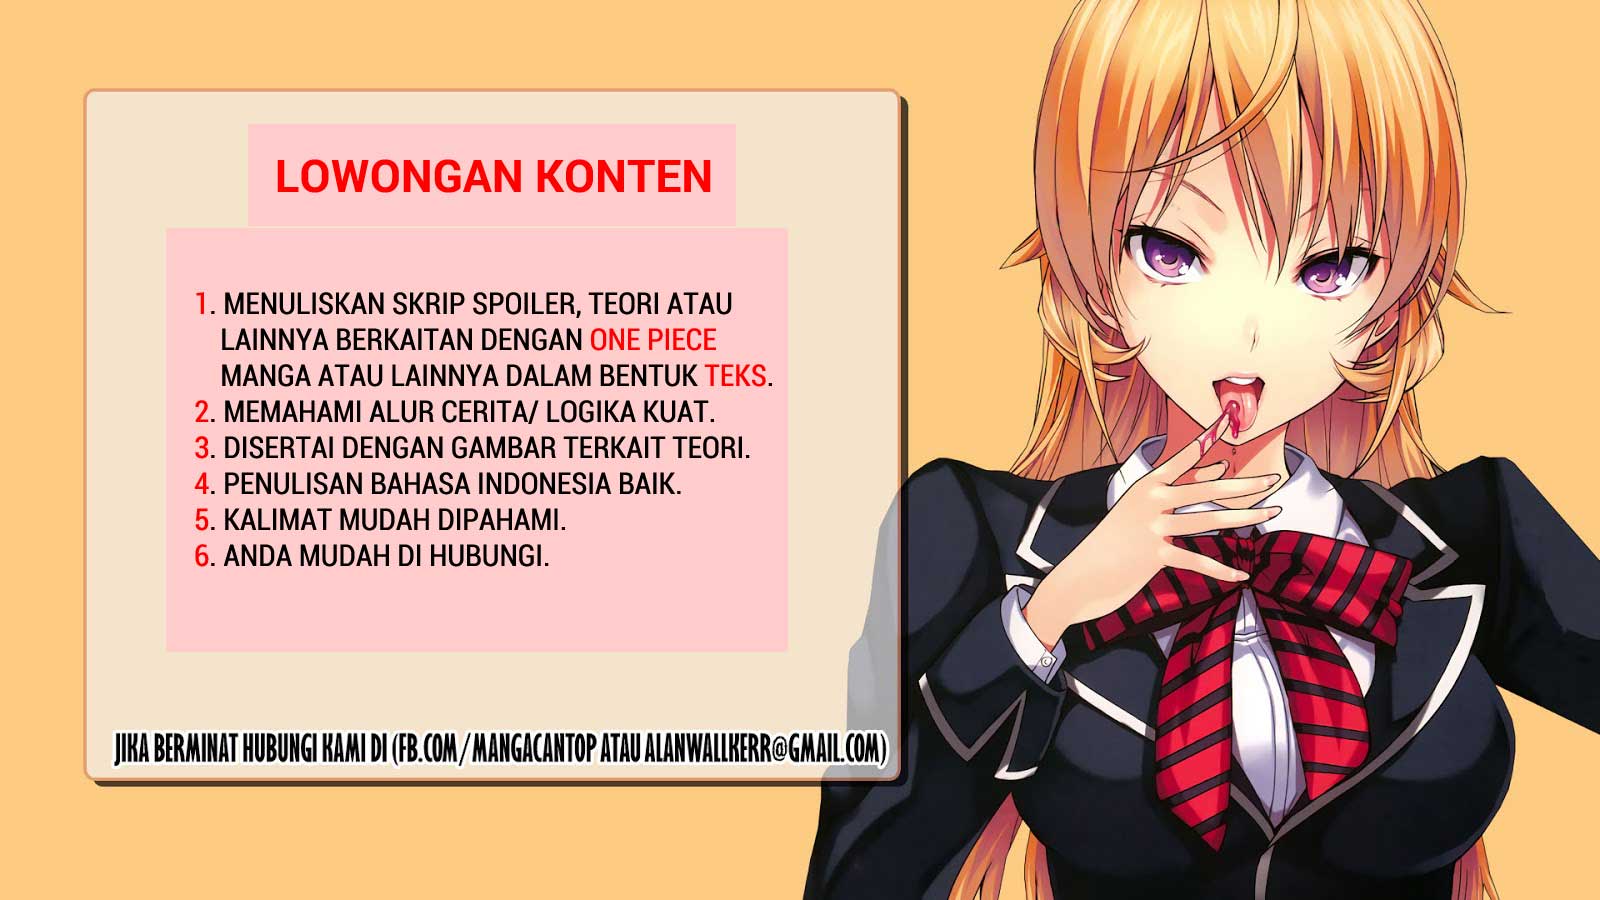 LOWONGAN KONTEN
1. MENULISKAN SKRIP SPOILER, TEORI ATAU
LAINNYA BERKAITAN DENGAN ONE PIECE
MANGA ATAU LAINNYA DALAM BENTUK TEKS.
2. MEMAHAMI ALUR CERITA/ LOGIKA KUAT.
3. DISERTAI DENGAN GAMBAR TERKAIT TEORI.
4. PENULISAN BAHASA INDONESIA BAIK.
5. KALIMAT MUDAH DIPAHAMI.
6. ANDA MUDAH DI HUBUNGI.
JIKA BERMINAT HUBUNGI KAMI DI (FB.COM/MANGACANTOP ATAU ALANWALLKERR@GMAIL.COM)